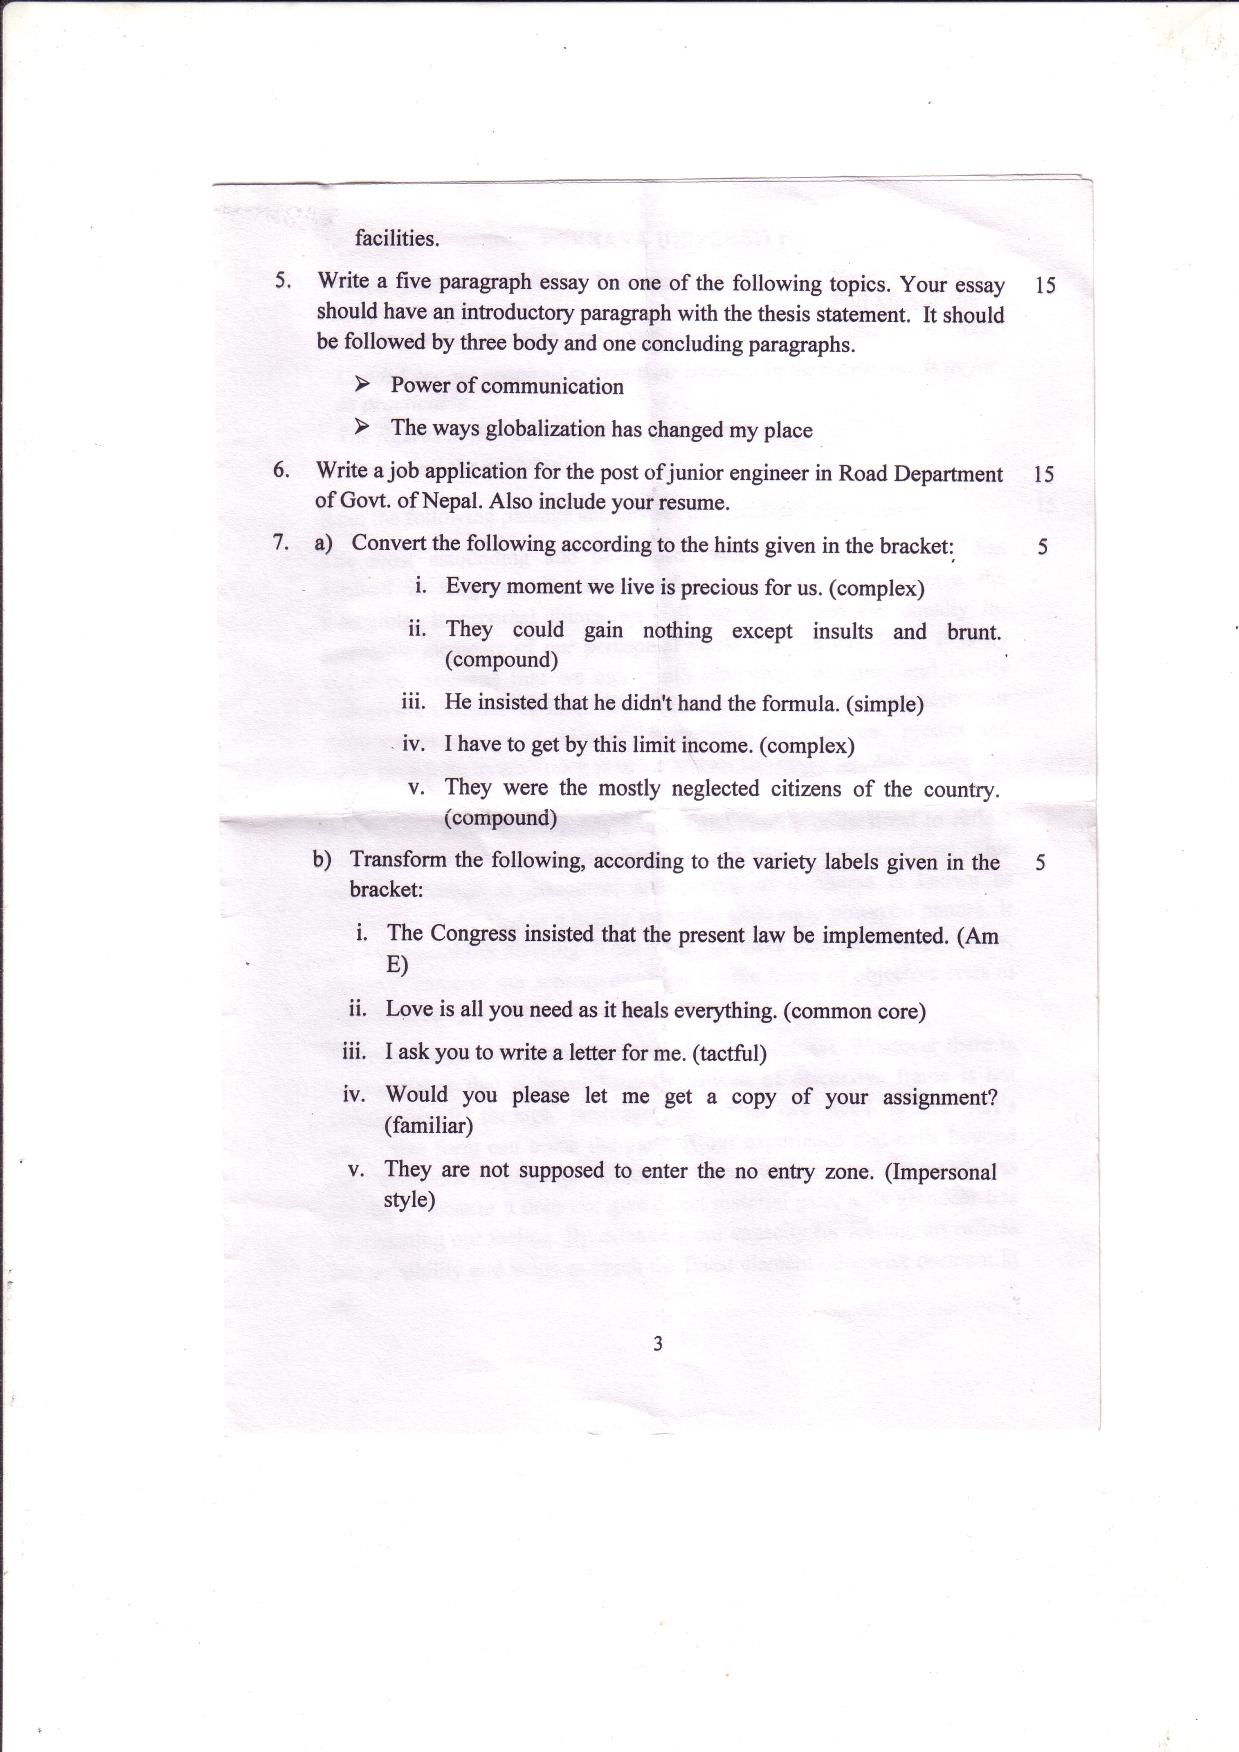 facilities.
5. Write a five paragraph essay on one of the following topics. Your essay 15
should have an introductory paragraph with the thesis statement. It should
be followed by three body and one concluding paragraphs.
➢ Power of communication
➢ The ways globalization has changed my place
6. Write a job application for the post of junior engineer in Road Department 15
of Govt. of Nepal. Also include your resume.
7. a) Convert the following according to the hints given in the bracket: 5
i. Every moment we live is precious for us. (complex)
ii. They could gain nothing except insults and brunt.
(compound)
iii. He insisted that he didn't hand the formula. (simple)
iv. I have to get by this limit income. (complex)
v. They were the mostly neglected citizens of the country.
(compound)
b) Transform the following, according to the variety labels given in the 5
bracket:
i. The Congress insisted that the present law be implemented. (Am
E)
ii. Love is all you need as it heals everything. (common core)
iii. I ask you to write a letter for me. (tactful)
iv. Would you please let me get a copy of your assignment?
(familiar)
v. They are not supposed to enter the no entry zone. (Impersonal
style)
3